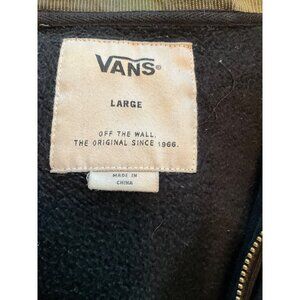 VANS®
LARGE
OFF THE WALL.
THE ORIGINAL SINCE 1966.
MADE IN
CHINA